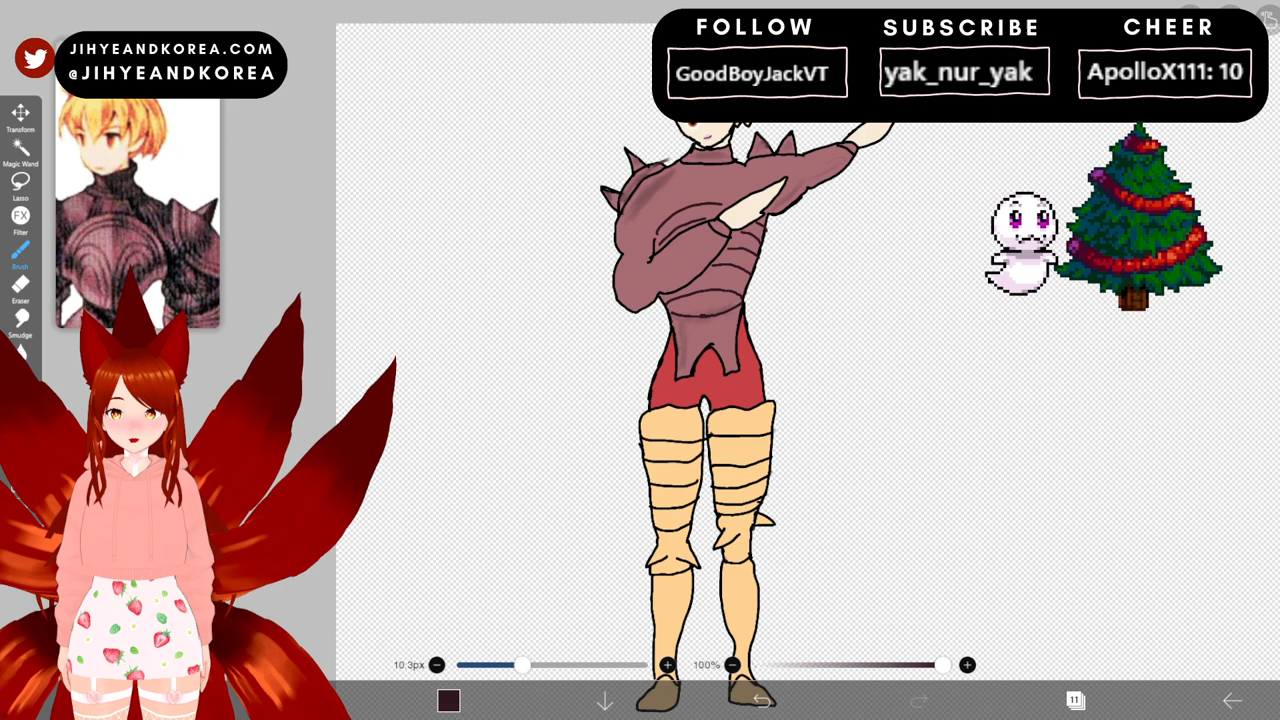 JIHYEANDKOREA.COM
@JIHYEANDKOREA
FOLLOW
GoodBoyJackVT
SUBSCRIBE
yak_nur_yak
CHEER
ApolloX111: 10
Transform
Magic Wand
Lasso
FX
Filter
Brush
Eraser
Smudge
10.3px
100%
11